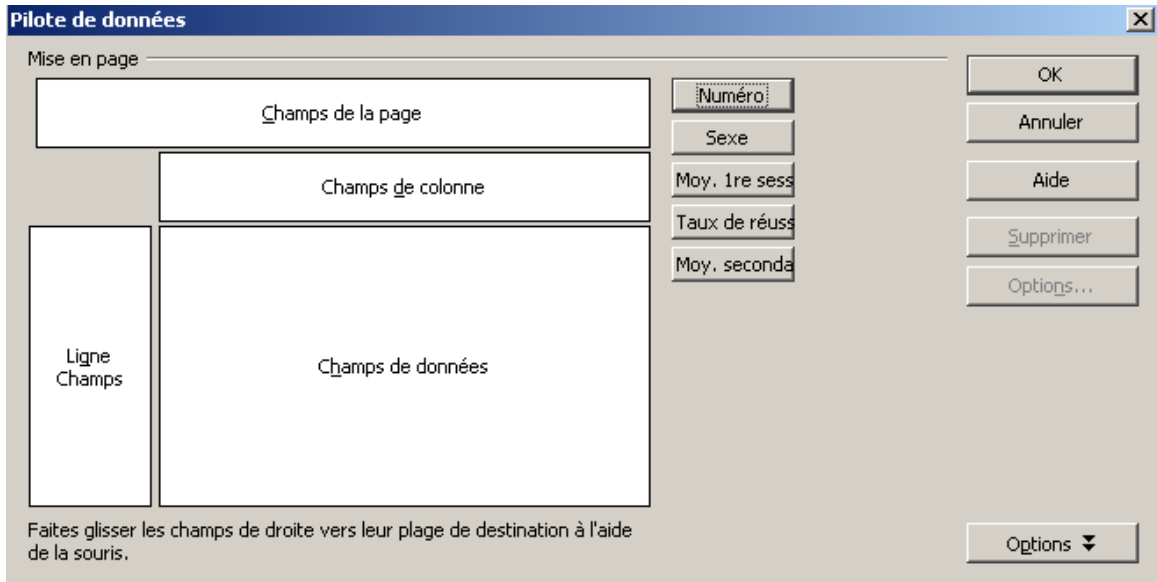 Pilote de données
Mise en page
Champs de la page
Champs de colonne
Ligne
Champs
Champs de données
Numéro
Sexe
Moy. 1re sess
Taux de réuss
Moy. seconda
OK
Annuler
Aide
Supprimer
Options...
Faites glisser les champs de droite vers leur plage de destination à l'aide
de la souris.
Options